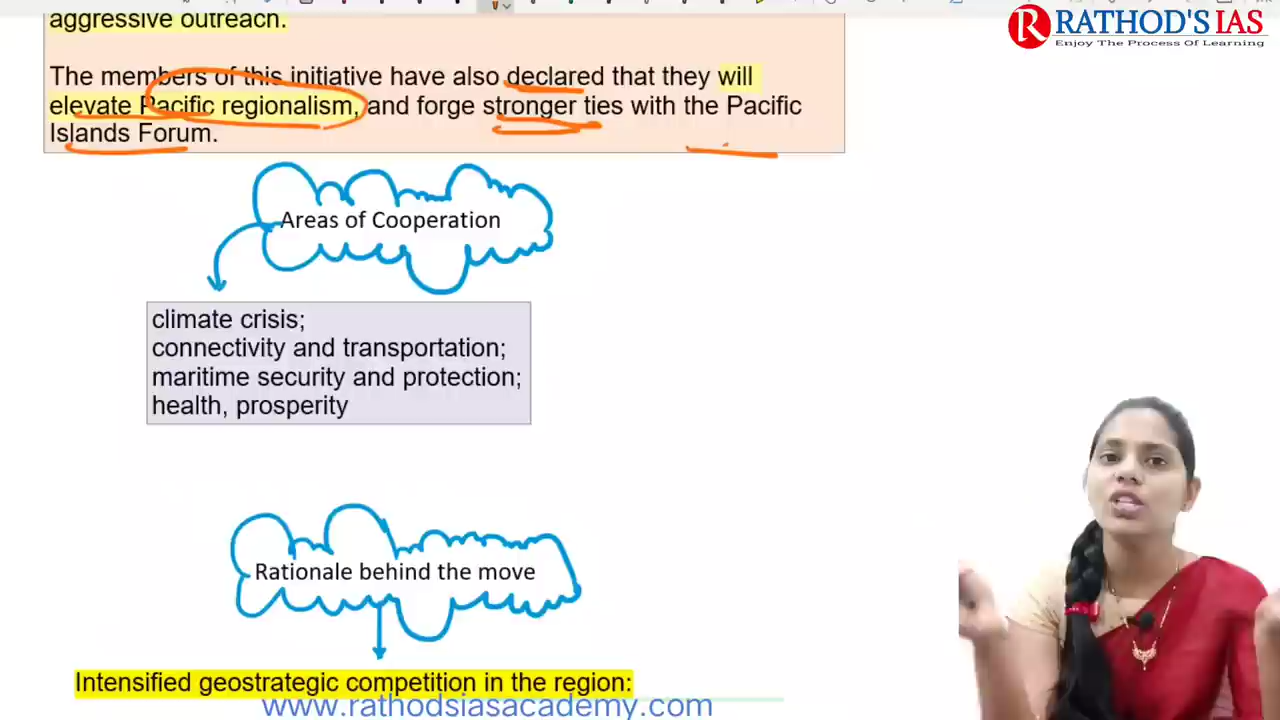 aggressive outreach.
RATHOD'S IAS
Enjoy The Process Of Learning
The members of this initiative have also declared that they will
elevate Pacific regionalism, and forge stronger ties with the Pacific
Islands Forum.
Areas of Cooperation
climate crisis;
connectivity and transportation;
maritime security and protection;
health, prosperity
Rationale behind the move
Intensified geostrategic competition in the region:
www.rathodsiasacademy.com